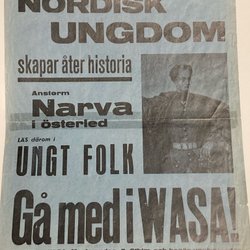 NORDISK
UNGDOM
skapar åter historia
Anstorm
Narva
i österled
LÄS därom i
UNGT FOLK
Gå med i WASA!